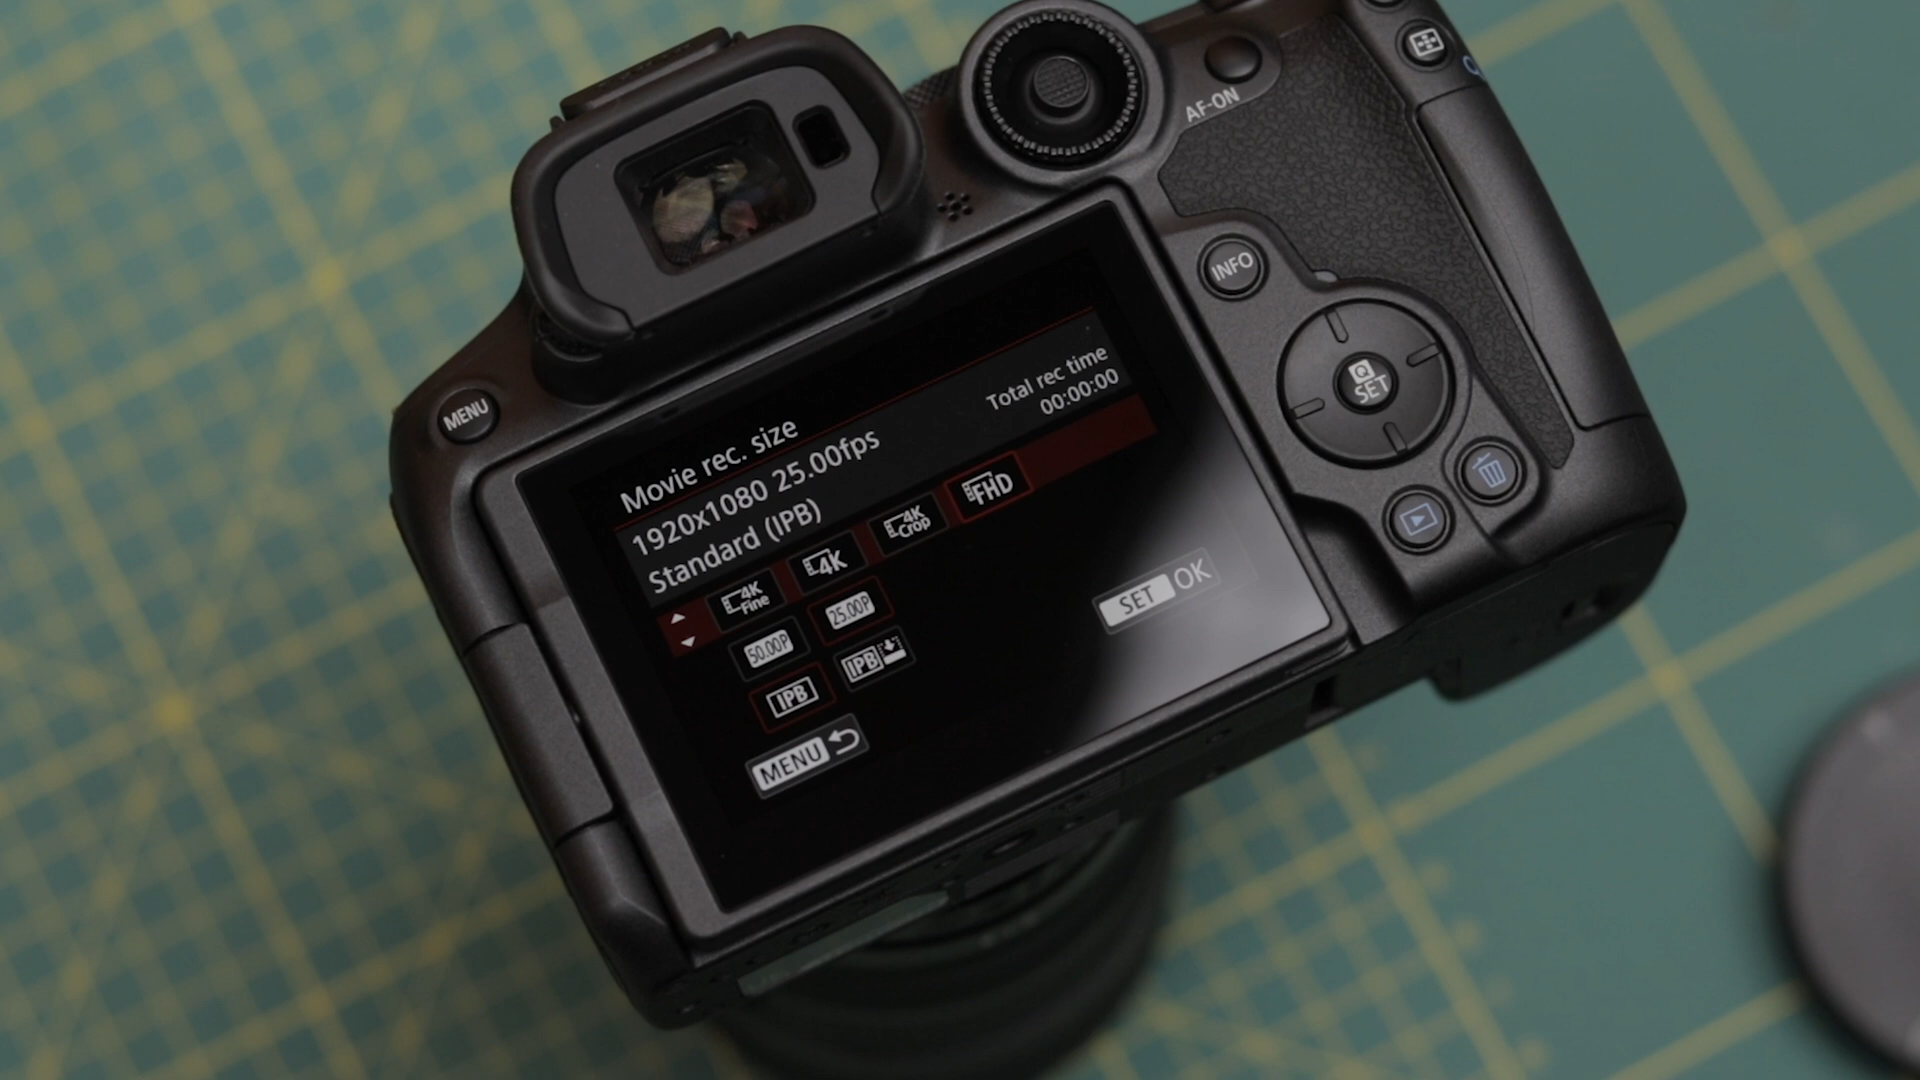 AF-ON
INFO
MENU
Q
SET
Movie rec. size
1920x1080 25.00fps
Total rec time
00:00:00
Standard (IPB)
4K Fine
4K
4K Crop
FHD
50.00P
25.00P
IPB
IPB
MENU
SET OK